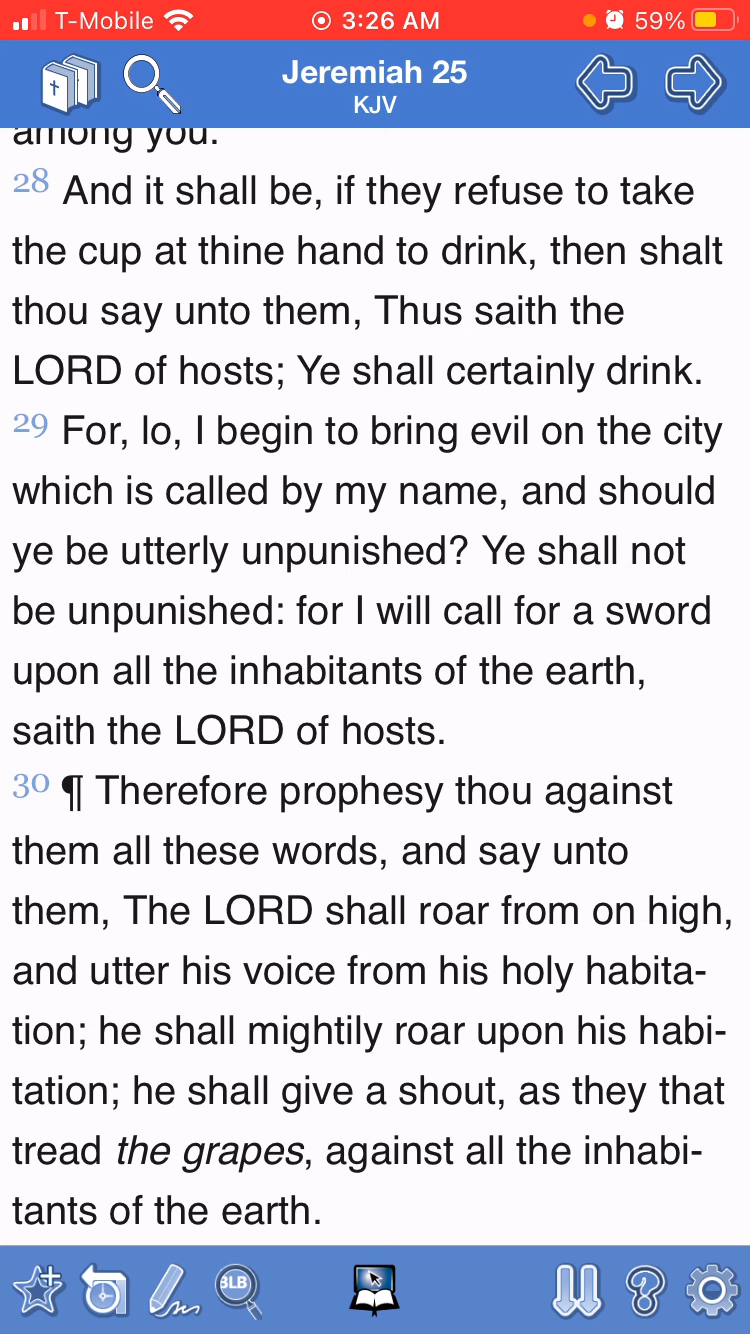 T-Mobile 3:26 AM 59%
Jeremiah 25
KJV
among you.
28 And it shall be, if they refuse to take
the cup at thine hand to drink, then shalt
thou say unto them, Thus saith the
LORD of hosts; Ye shall certainly drink.
29 For, lo, I begin to bring evil on the city
which is called by my name, and should
ye be utterly unpunished? Ye shall not
be unpunished: for I will call for a sword
upon all the inhabitants of the earth,
saith the LORD of hosts.
30 ¶ Therefore prophesy thou against
them all these words, and say unto
them, The LORD shall roar from on high,
and utter his voice from his holy habita-
tion; he shall mightily roar upon his habi-
tation; he shall give a shout, as they that
tread the grapes, against all the inhabi-
tants of the earth.
BLB